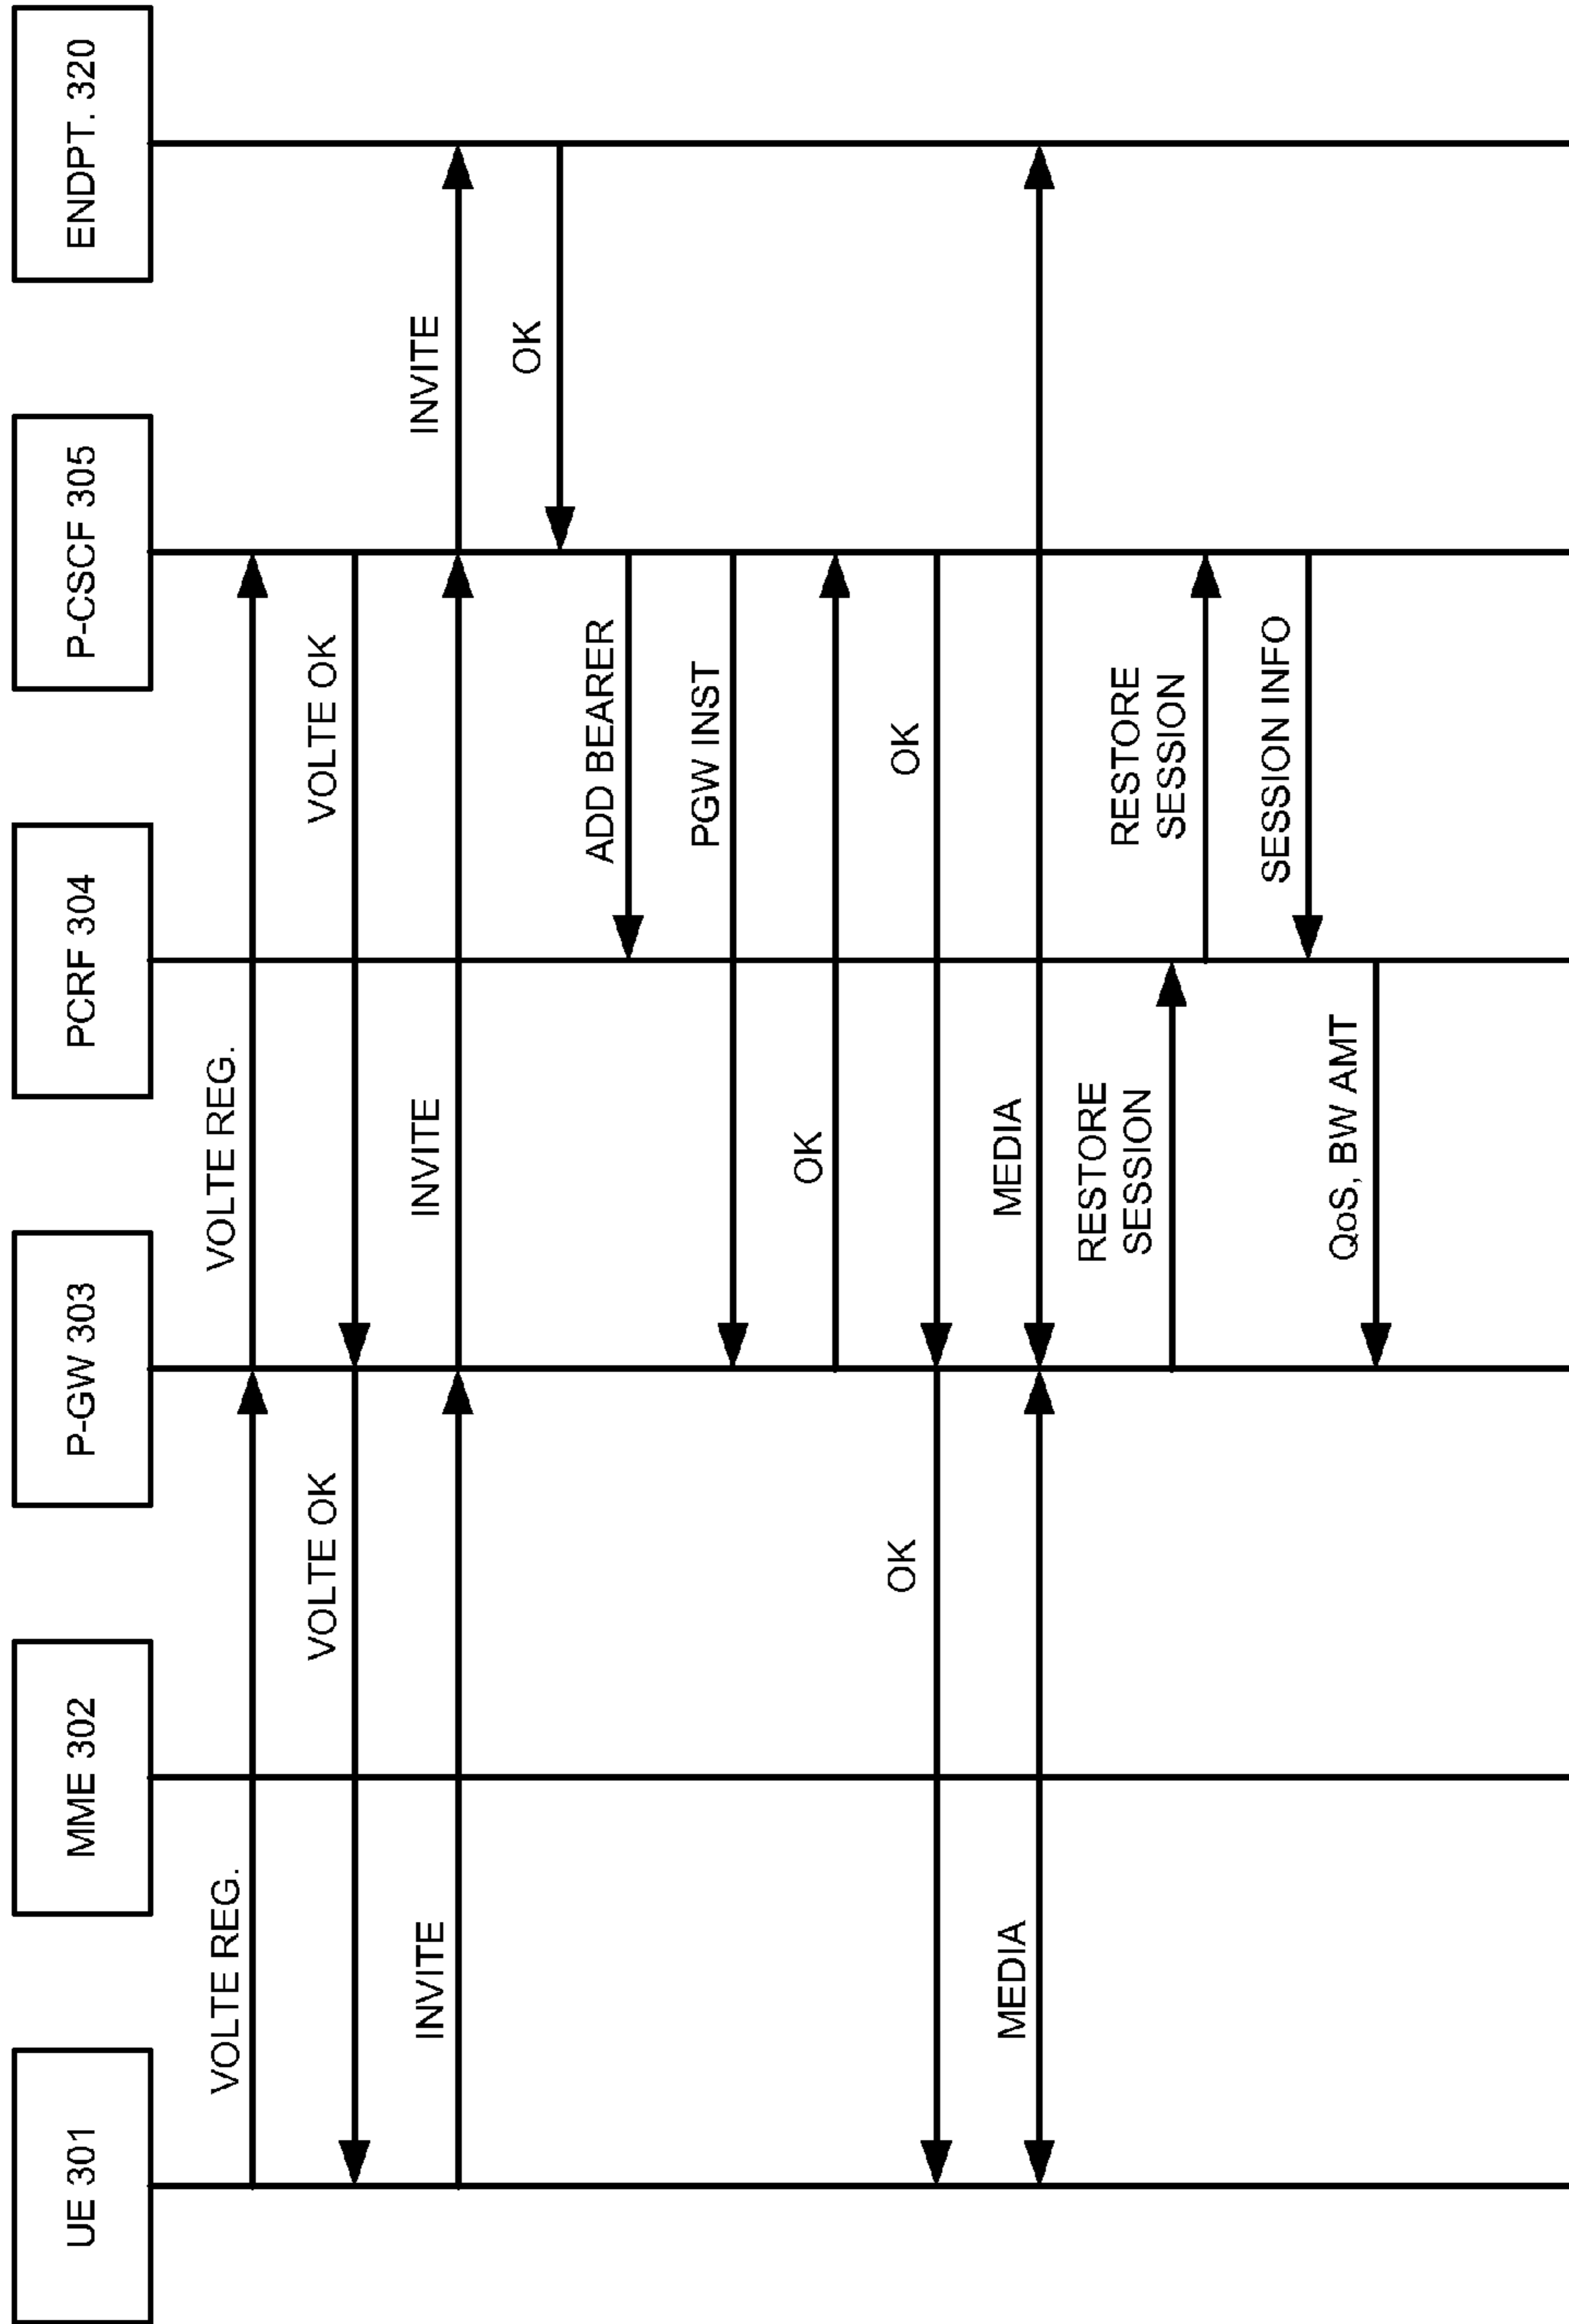 UE 301
MME 302
P-GW 303
PCRF 304
P-CSCF 305
ENDPT. 320
VOLTE REG.
VOLTE REG.
VOLTE OK
VOLTE OK
INVITE
INVITE
INVITE
OK
ADD BEARER
PGW INST
OK
OK
OK
MEDIA
MEDIA
RESTORE
SESSION
RESTORE
SESSION
SESSION INFO
QoS, BW AMT